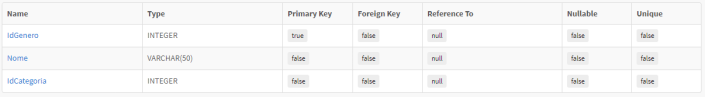 Name Type Primary Key Foreign Key Reference To Nullable Unique
IdGenero INTEGER true false null false false
Nome VARCHAR(50) false false null false false
IdCategoria INTEGER false false null false false